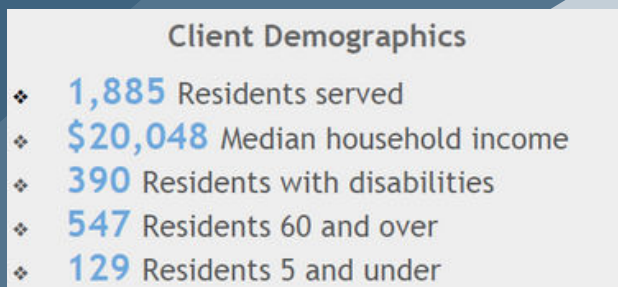 Client Demographics
❖ 1,885 Residents served
❖ $20,048 Median household income
❖ 390 Residents with disabilities
❖ 547 Residents 60 and over
❖ 129 Residents 5 and under